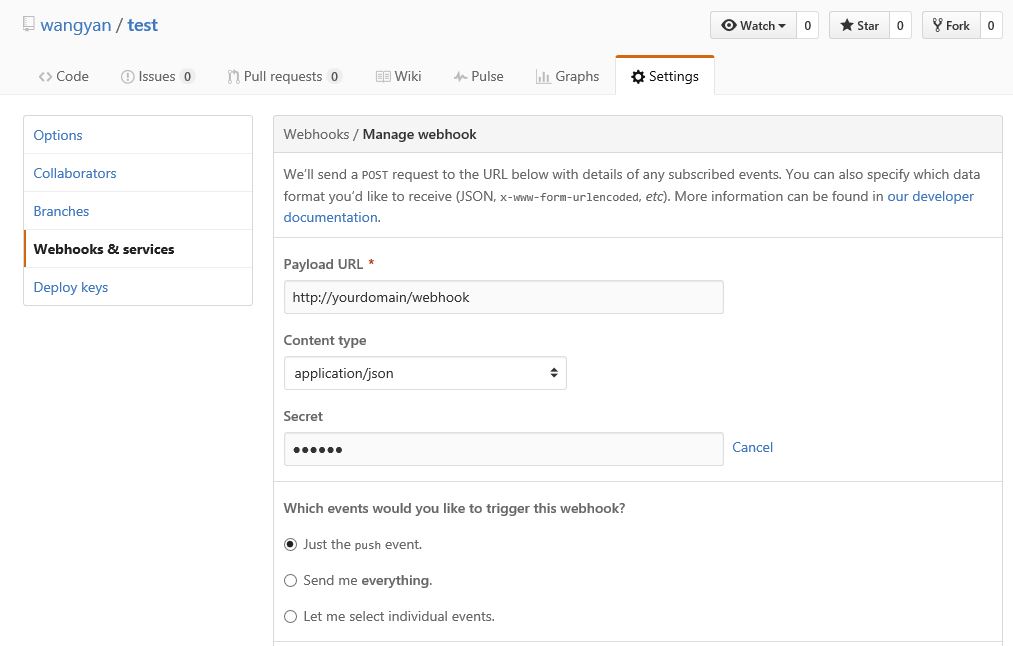 wangyan / test
Watch 0 Star 0 Fork 0
Code Issues 0 Pull requests 0 Wiki Pulse Graphs Settings
Options
Collaborators
Branches
Webhooks & services
Deploy keys
Webhooks / Manage webhook
We’ll send a POST request to the URL below with details of any subscribed events. You can also specify which data
format you’d like to receive (JSON, x-www-form-urlencoded, etc). More information can be found in our developer
documentation.
Payload URL *
http://yourdomain/webhook
Content type
application/json
Secret
●●●●●●
Cancel
Which events would you like to trigger this webhook?
Just the push event.
Send me everything.
Let me select individual events.